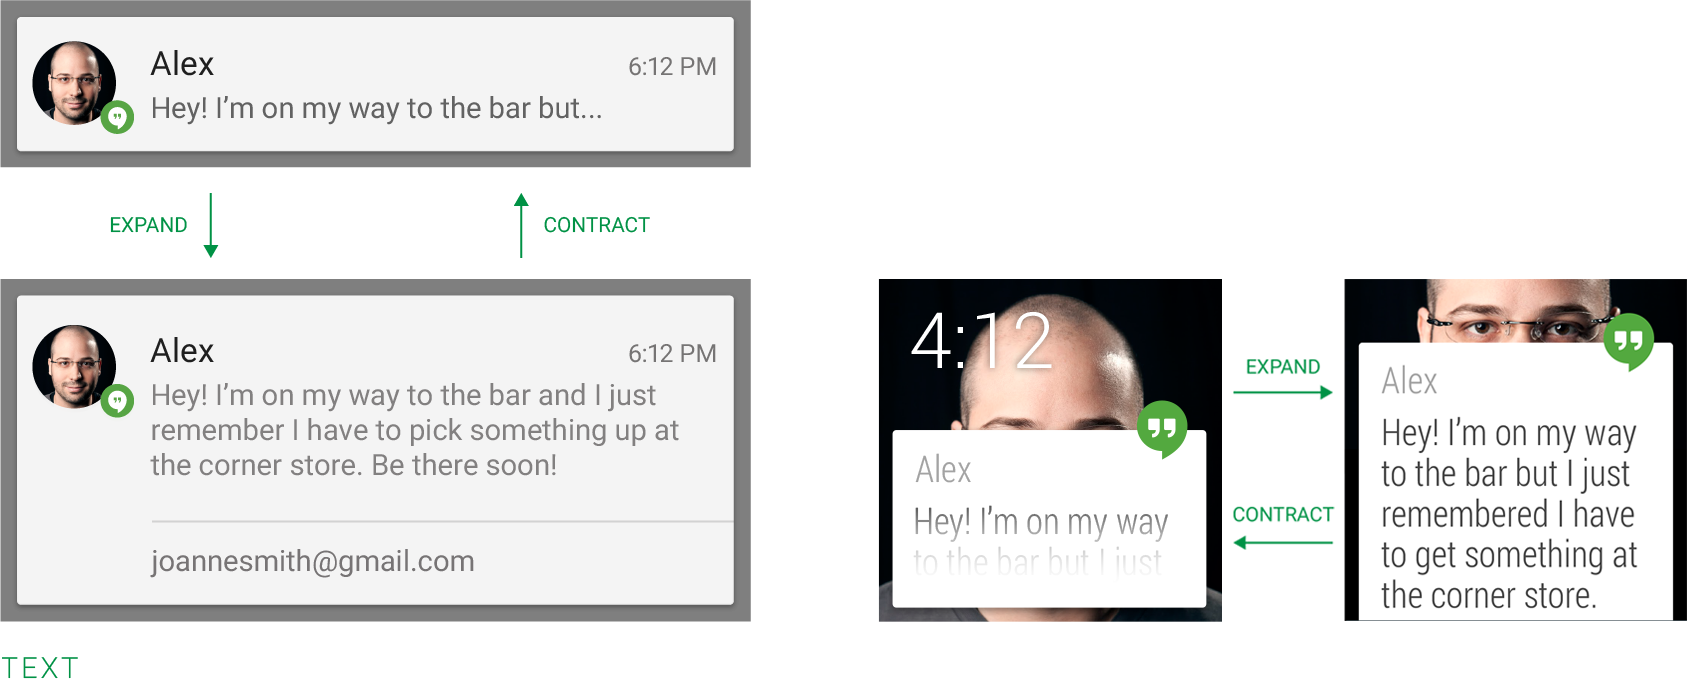 Alex
6:12 PM
Hey! I’m on my way to the bar but...
EXPAND
CONTRACT
Alex
6:12 PM
Hey! I’m on my way to the bar and I just
remember I have to pick something up at
the corner store. Be there soon!
joannesmith@gmail.com
4:12
Alex
Hey! I’m on my way
to the bar but I just
EXPAND
CONTRACT
Alex
Hey! I’m on my way
to the bar but I just
remembered I have
to get something at
the corner store.
TEXT